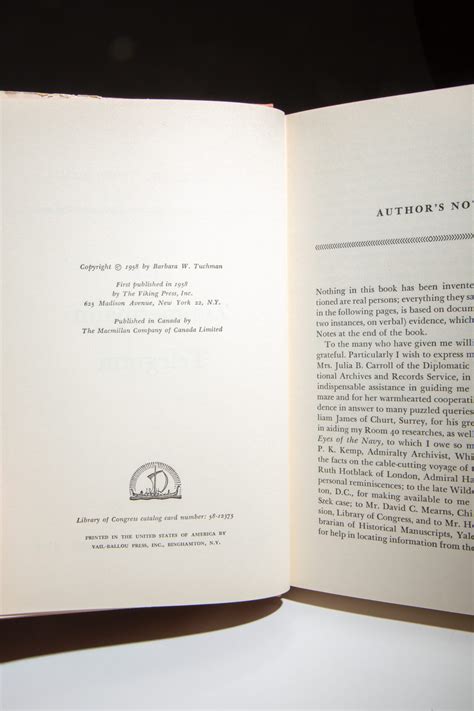 Copyright © 1958 by Barbara W. Tuchman
First published in 1958
by The Viking Press, Inc.
625 Madison Avenue, New York 22, N.Y.
Published in Canada by
The Macmillan Company of Canada Limited
Library of Congress catalog card number: 58-12375
PRINTED IN THE UNITED STATES OF AMERICA BY
VAIL-BALLOU PRESS, INC., BINGHAMTON, N.Y.
AUTHOR'S NO
Nothing in this book has been invente
tioned are real persons; everything they sa
in the following pages, is based on docum
two instances, on verbal) evidence, which
Notes at the end of the book.
To the many who have given me willi
grateful. Particularly I wish to express m
Mrs. Julia B. Carroll of the Diplomatic
tional Archives and Records Service, in
indispensable assistance in guiding me
maze and for her warmhearted cooperati
dence in answer to many puzzled queries
liam James of Churt, Surrey, for his gre
in aiding my Room 40 researches, as wel
Eyes of the Navy, to which I owe so m
P. K. Kemp, Admiralty Archivist, Whi
the facts on the cable-cutting voyage of
Ruth Hotblack of London, Admiral Ha
personal reminiscences; to the late Wilde
ton, D.C., for making available to me
Szek case; to Mr. David C. Mearns, Chi
sion, Library of Congress, and to Mr. He
brarian of Historical Manuscripts, Yale
for help in locating information from the